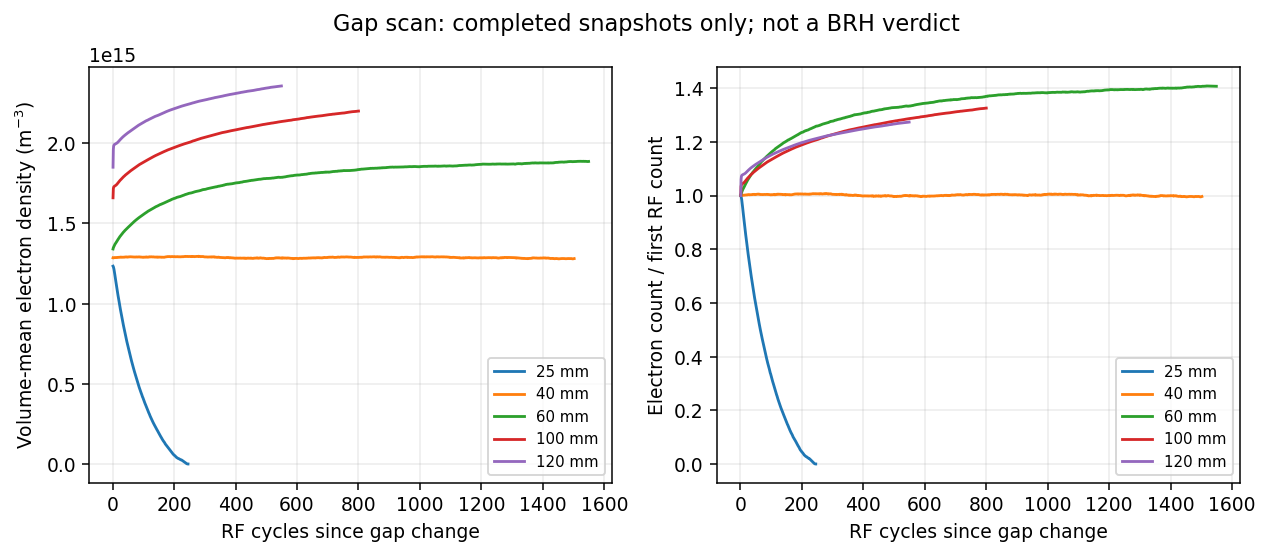 Gap scan: completed snapshots only; not a BRH verdict
1e15
Volume-mean electron density (m⁻³)
2.0
1.5
1.0
0.5
0.0
0 200 400 600 800 1000 1200 1400 1600
RF cycles since gap change
25 mm
40 mm
60 mm
100 mm
120 mm
Electron count / first RF count
1.4
1.2
1.0
0.8
0.6
0.4
0.2
0.0
0 200 400 600 800 1000 1200 1400 1600
RF cycles since gap change
25 mm
40 mm
60 mm
100 mm
120 mm